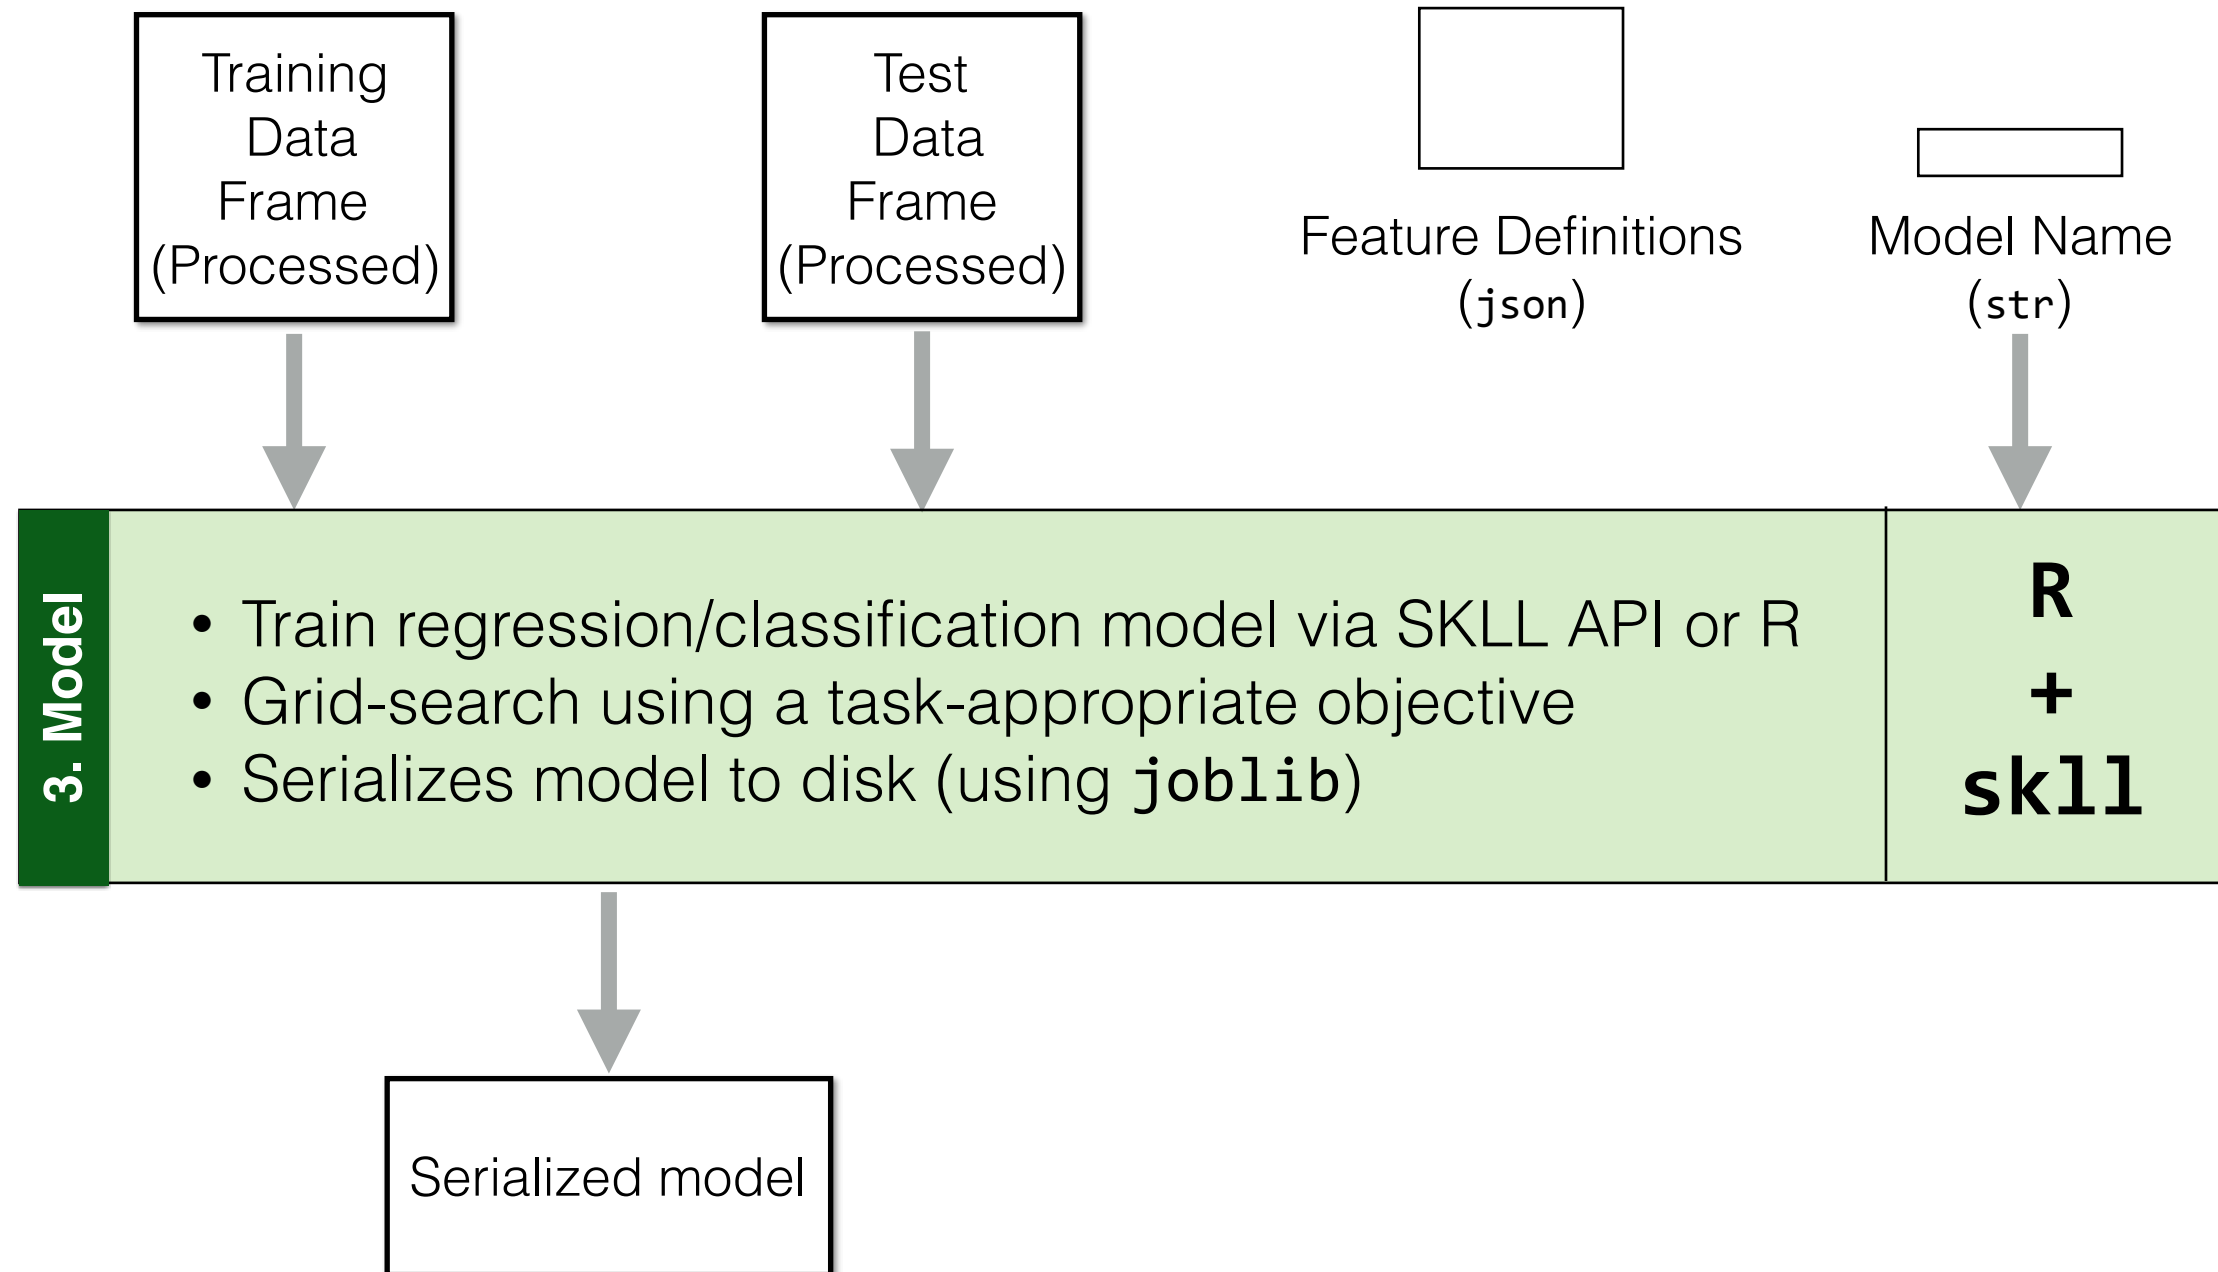 Training
Data
Frame
(Processed)
Test
Data
Frame
(Processed)
Feature Definitions
(json)
Model Name
(str)
3. Model
• Train regression/classification model via SKLL API or R
• Grid-search using a task-appropriate objective
• Serializes model to disk (using joblib)
R
+
skll
Serialized model